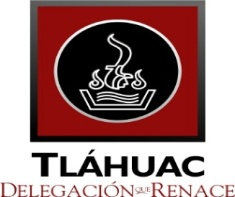 TLÁHUAC
DELEGACIÓN QUE RENACE